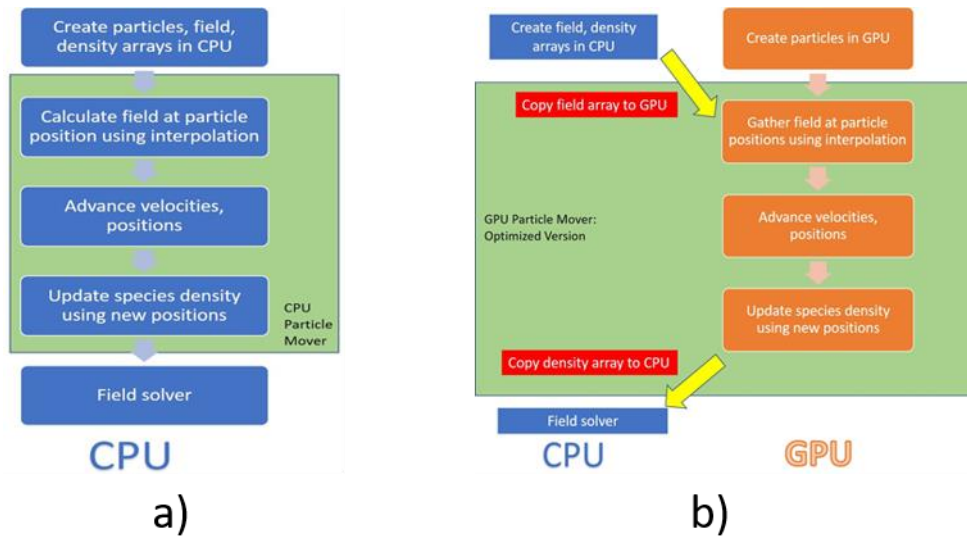 Create particles, field,
density arrays in CPU
Calculate field at particle
position using interpolation
Advance velocities,
positions
Update species density
using new positions
CPU
Particle
Mover
Field solver
CPU
a)
Create field, density
arrays in CPU
Create particles in GPU
Copy field array to GPU
Gather field at particle
positions using interpolation
GPU Particle Mover:
Optimized Version
Advance velocities,
positions
Update species density
using new positions
Copy density array to CPU
Field solver
CPU
GPU
b)